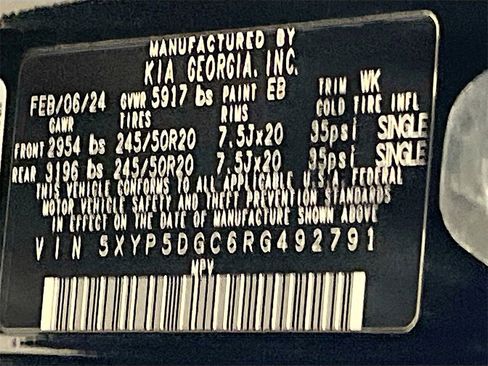 MANUFACTURED BY
KIA GEORGIA, INC.
FEB/06/24 GVWR 5917 lbs PAINT EB TRIM WK
GAWR TIRES RIMS COLD TIRE INFL
FRONT 2954 lbs 245/50R20 7.5Jx20 35psi SINGLE
REAR 3196 lbs 245/50R20 7.5Jx20 35psi SINGLE
THIS VEHICLE CONFORMS TO ALL APPLICABLE U.S.A. FEDERAL
MOTOR VEHICLE SAFETY AND THEFT PREVENTION STANDARDS
IN EFFECT ON THE DATE OF MANUFACTURE SHOWN ABOVE
VIN 5XYP5DGC6RG492791
MPV